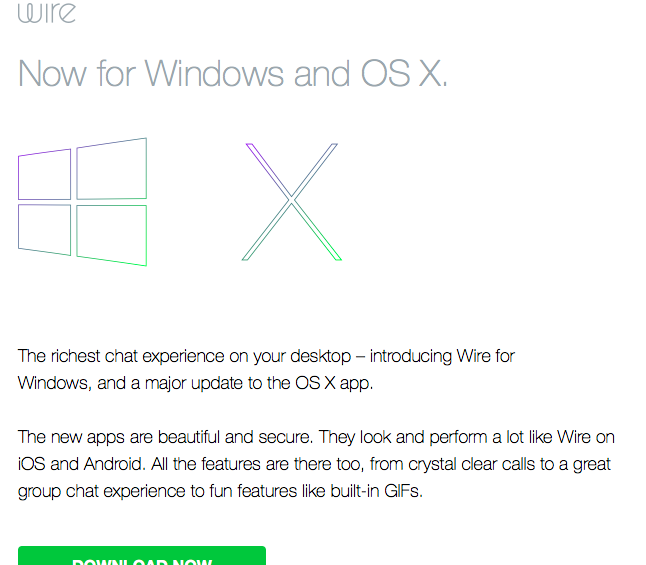 wire
Now for Windows and OS X.
The richest chat experience on your desktop – introducing Wire for
Windows, and a major update to the OS X app.
The new apps are beautiful and secure. They look and perform a lot like Wire on
iOS and Android. All the features are there too, from crystal clear calls to a great
group chat experience to fun features like built-in GIFs.
DOWNLOAD NOW